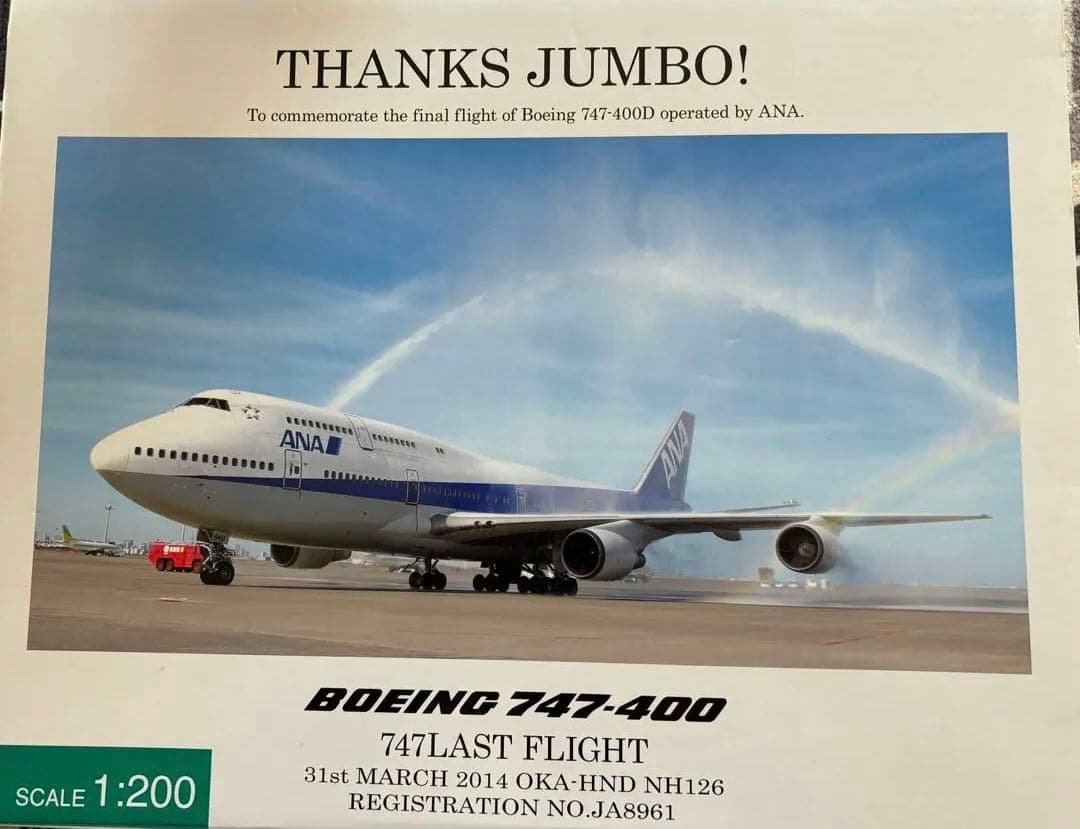 THANKS JUMBO!
To commemorate the final flight of Boeing 747-400D operated by ANA.
ANA
ANA
BOEING 747-400
747LAST FLIGHT
31st MARCH 2014 OKA-HND NH126
REGISTRATION NO.JA8961
SCALE 1:200